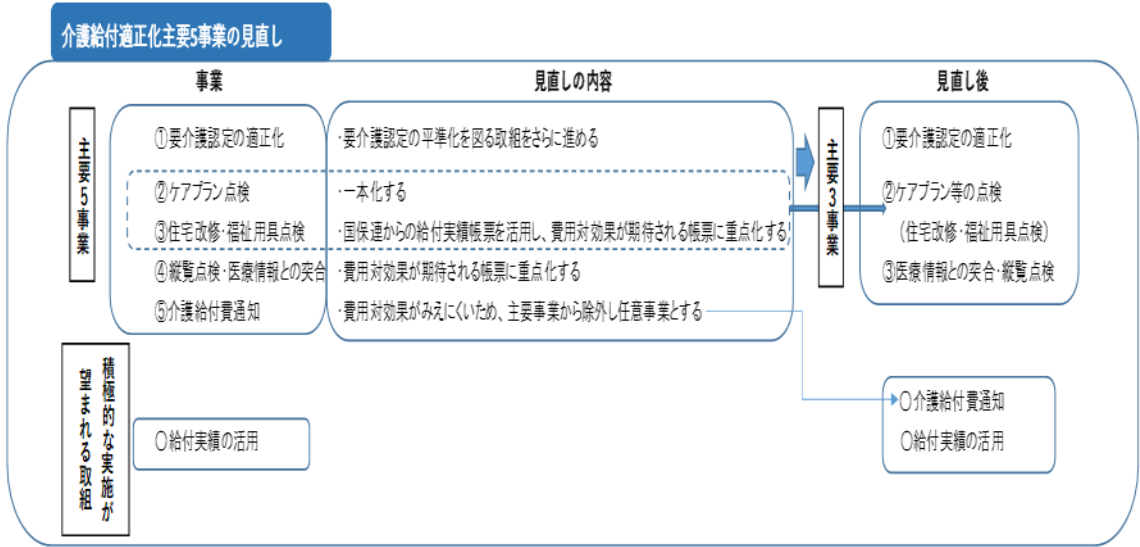 介護給付適正化主要5事業の見直し
事業
見直しの内容
見直し後
主要5事業
①要介護認定の適正化
・要介護認定の平準化を図る取組をさらに進める
②ケアプラン点検
・一本化する
③住宅改修・福祉用具点検
・国保連からの給付実績帳票を活用し、費用対効果が期待される帳票に重点化する
④縦覧点検・医療情報との突合
・費用対効果が期待される帳票に重点化する
⑤介護給付費通知
・費用対効果がみえにくいため、主要事業から除外し任意事業とする
主要3事業
①要介護認定の適正化
②ケアプラン等の点検
（住宅改修・福祉用具点検）
③医療情報との突合・縦覧点検
積極的な実施が
望まれる取組
〇給付実績の活用
〇介護給付費通知
〇給付実績の活用